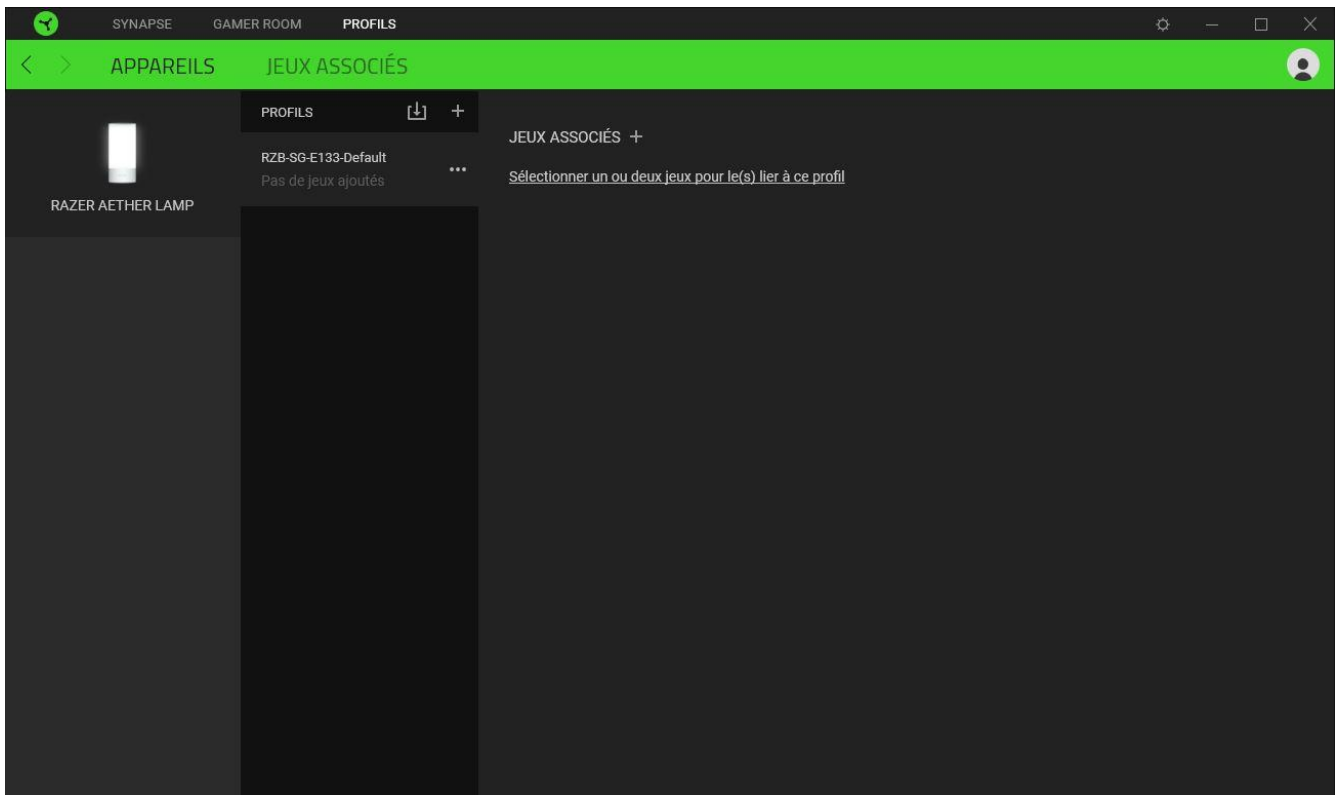 SYNAPSE GAMER ROOM PROFILS
APPAREILS JEUX ASSOCIÉS
RAZER AETHER LAMP
PROFILS
RZB-SG-E133-Default
Pas de jeux ajoutés
JEUX ASSOCIÉS +
Sélectionner un ou deux jeux pour le(s) lier à ce profil